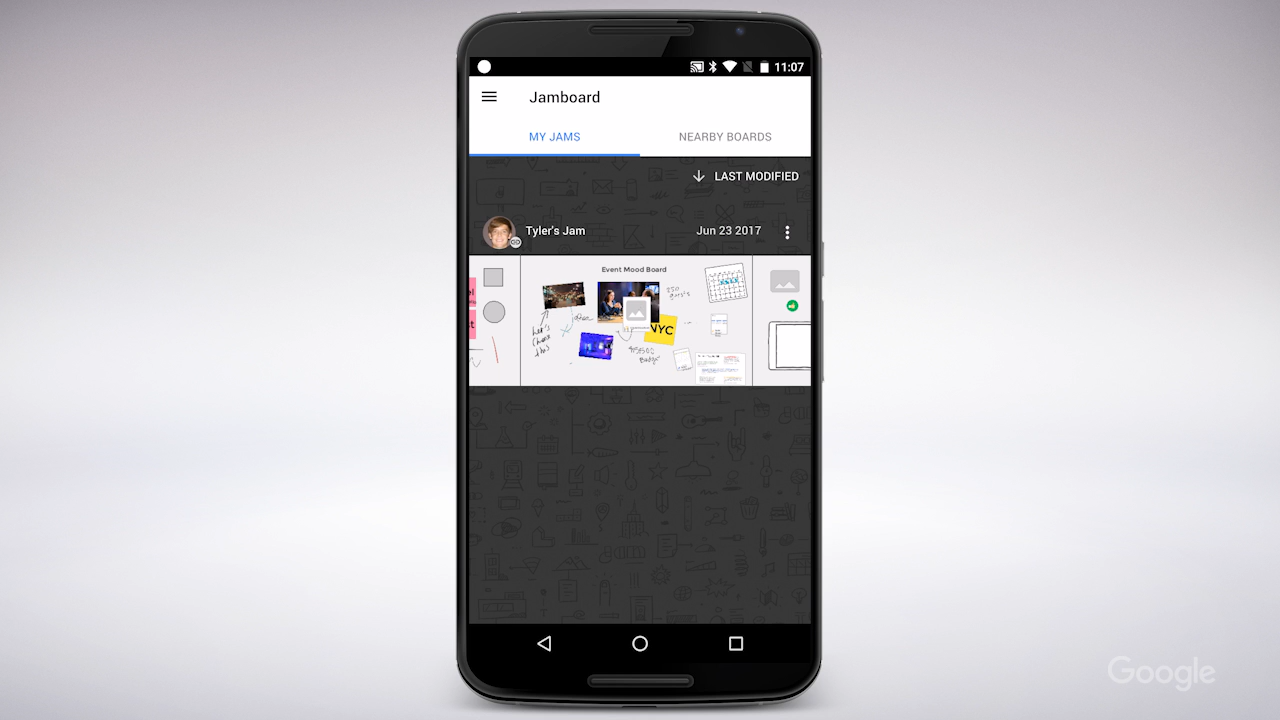 11:07
Jamboard
MY JAMS
NEARBY BOARDS
LAST MODIFIED
Tyler's Jam
Jun 23 2017
Event Mood Board
NYC
Let's
Google